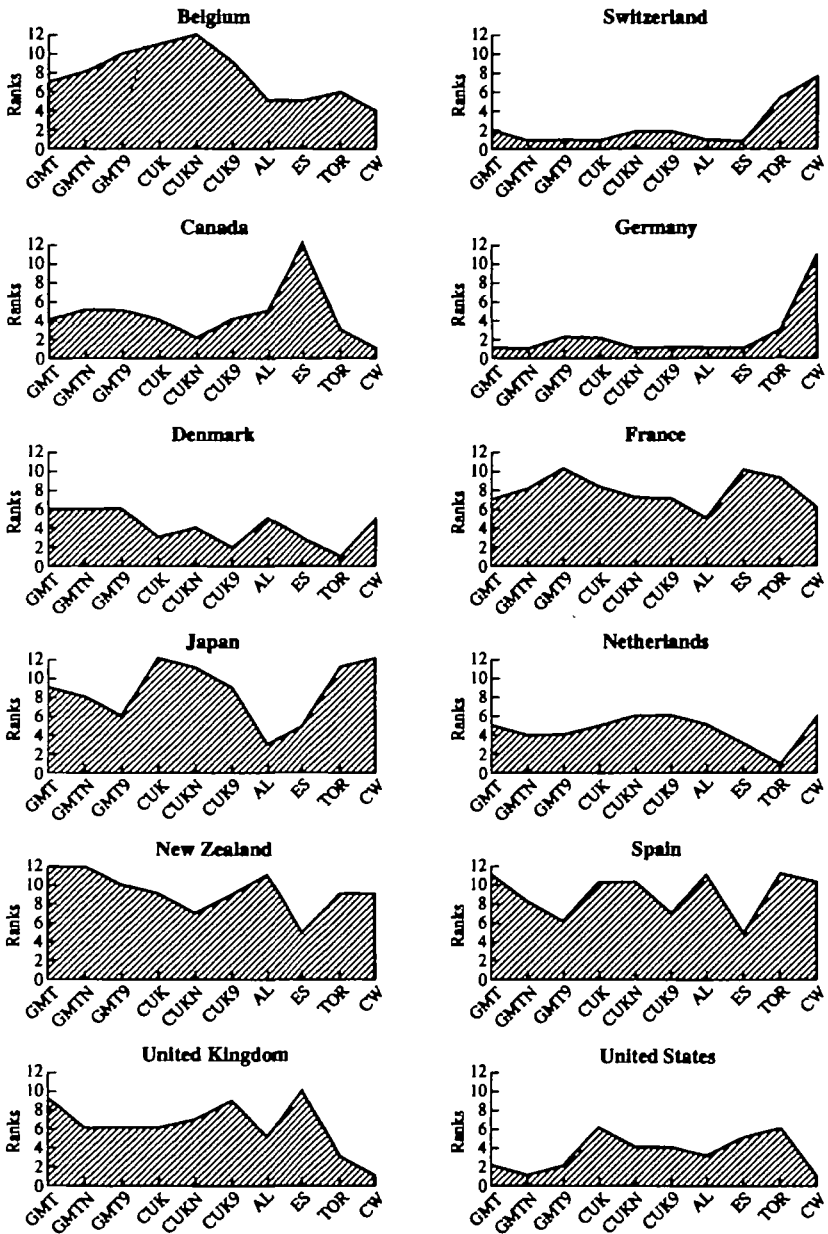 Belgium
Ranks
12
10
8
6
4
2
0
GMT GMTN GMT9 CUK CUKN CUK9 AL ES TOR CW
Switzerland
Ranks
12
10
8
6
4
2
0
GMT GMTN GMT9 CUK CUKN CUK9 AL ES TOR CW
Canada
Ranks
12
10
8
6
4
2
0
GMT GMTN GMT9 CUK CUKN CUK9 AL ES TOR CW
Germany
Ranks
12
10
8
6
4
2
0
GMT GMTN GMT9 CUK CUKN CUK9 AL ES TOR CW
Denmark
Ranks
12
10
8
6
4
2
0
GMT GMTN GMT9 CUK CUKN CUK9 AL ES TOR CW
France
Ranks
12
10
8
6
4
2
0
GMT GMTN GMT9 CUK CUKN CUK9 AL ES TOR CW
Japan
Ranks
12
10
8
6
4
2
0
GMT GMTN GMT9 CUK CUKN CUK9 AL ES TOR CW
Netherlands
Ranks
12
10
8
6
4
2
0
GMT GMTN GMT9 CUK CUKN CUK9 AL ES TOR CW
New Zealand
Ranks
12
10
8
6
4
2
0
GMT GMTN GMT9 CUK CUKN CUK9 AL ES TOR CW
Spain
Ranks
12
10
8
6
4
2
0
GMT GMTN GMT9 CUK CUKN CUK9 AL ES TOR CW
United Kingdom
Ranks
12
10
8
6
4
2
0
GMT GMTN GMT9 CUK CUKN CUK9 AL ES TOR CW
United States
Ranks
12
10
8
6
4
2
0
GMT GMTN GMT9 CUK CUKN CUK9 AL ES TOR CW